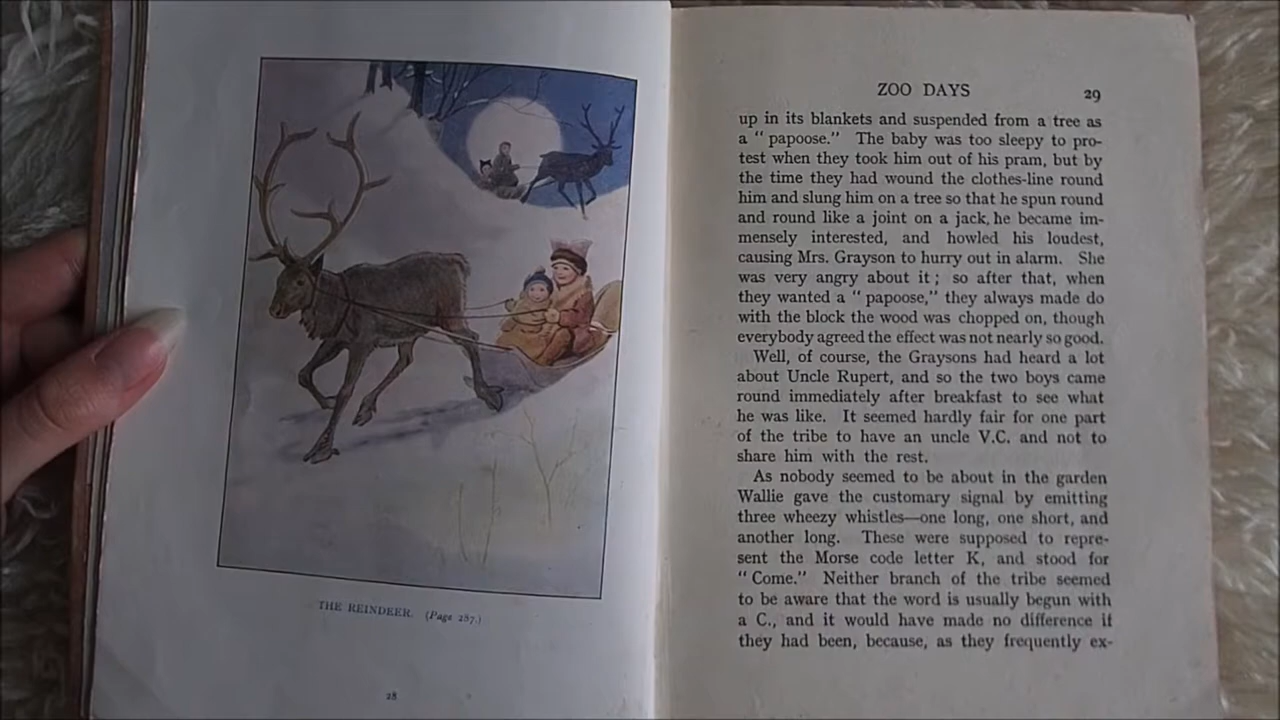 THE REINDEER. (Page 287.)
28
ZOO DAYS
29
up in its blankets and suspended from a tree as
a “ papoose.” The baby was too sleepy to pro-
test when they took him out of his pram, but by
the time they had wound the clothes-line round
him and slung him on a tree so that he spun round
and round like a joint on a jack, he became im-
mensely interested, and howled his loudest,
causing Mrs. Grayson to hurry out in alarm. She
was very angry about it ; so after that, when
they wanted a “ papoose,” they always made do
with the block the wood was chopped on, though
everybody agreed the effect was not nearly so good.
Well, of course, the Graysons had heard a lot
about Uncle Rupert, and so the two boys came
round immediately after breakfast to see what
he was like. It seemed hardly fair for one part
of the tribe to have an uncle V.C. and not to
share him with the rest.
As nobody seemed to be about in the garden
Wallie gave the customary signal by emitting
three wheezy whistles—one long, one short, and
another long. These were supposed to repre-
sent the Morse code letter K, and stood for
“ Come.” Neither branch of the tribe seemed
to be aware that the word is usually begun with
a C., and it would have made no difference if
they had been, because, as they frequently ex-